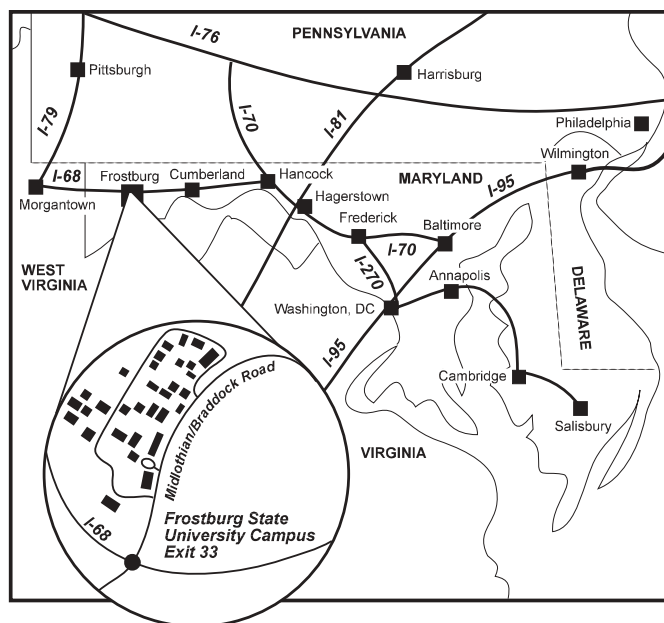 PENNSYLVANIA
I-76
Pittsburgh
Harrisburg
I-79
I-70
I-81
Philadelphia
Wilmington
I-68
Frostburg
Cumberland
Hancock
MARYLAND
I-95
Morgantown
Hagerstown
Frederick
Baltimore
I-70
WEST
VIRGINIA
I-270
Annapolis
DELAWARE
Washington, DC
I-95
Cambridge
Salisbury
VIRGINIA
Midlothian/Braddock Road
I-68
Frostburg State
University Campus
Exit 33